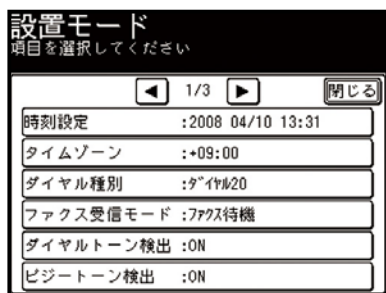 設置モード
項目を選択してください
◀ 1/3 ▶ 閉じる
時刻設定 :2008 04/10 13:31
タイムゾーン :+09:00
ダイヤル種別 :ﾀﾞｲﾔﾙ20
ファクス受信モード :ﾌｧｸｽ待機
ダイヤルトーン検出 :ON
ビジートーン検出 :ON